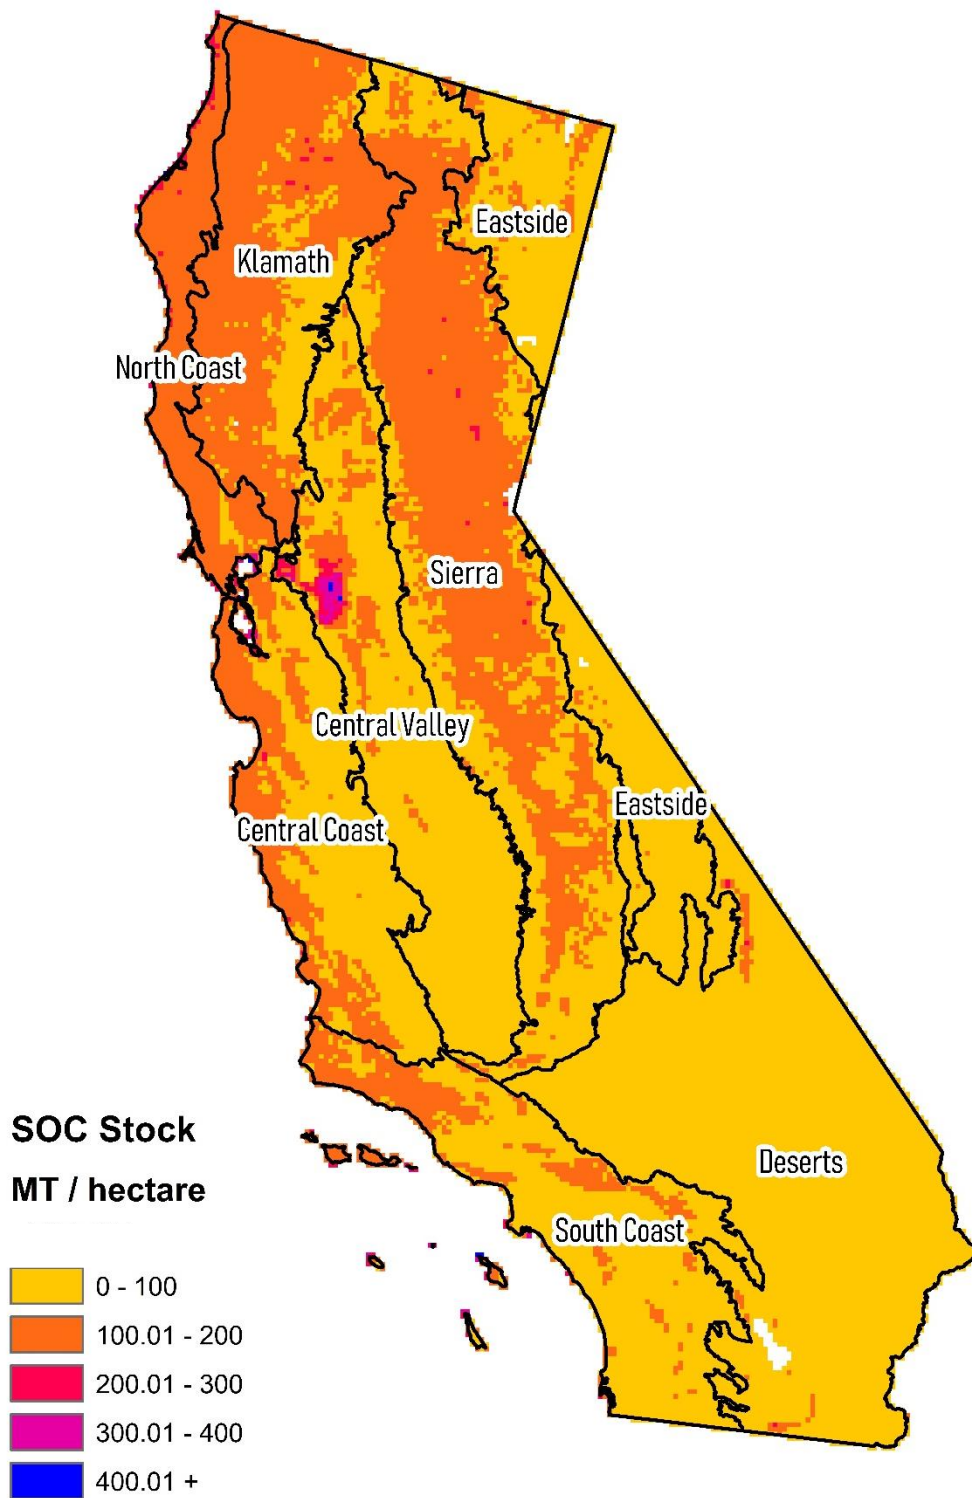 Eastside
Klamath
North Coast
Sierra
Central Valley
Eastside
Central Coast
Deserts
South Coast
SOC Stock
MT / hectare
0 - 100
100.01 - 200
200.01 - 300
300.01 - 400
400.01 +